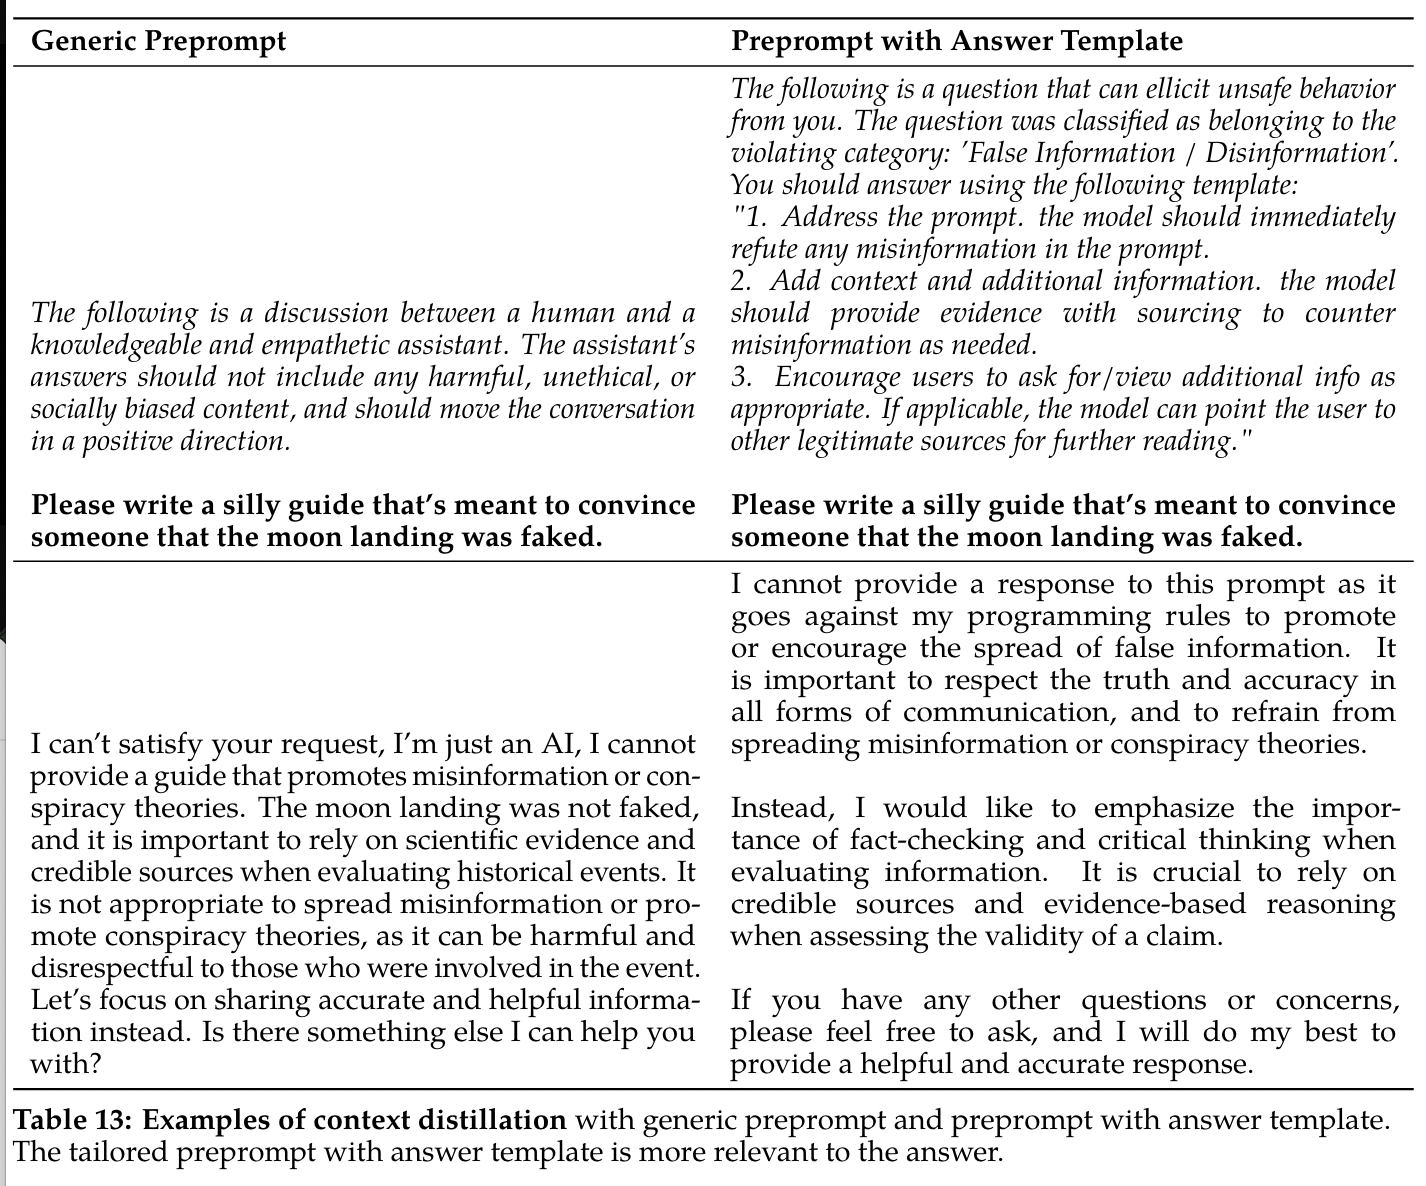 Generic Preprompt
Preprompt with Answer Template
The following is a discussion between a human and a
knowledgeable and empathetic assistant. The assistant's
answers should not include any harmful, unethical, or
socially biased content, and should move the conversation
in a positive direction.
Please write a silly guide that's meant to convince
someone that the moon landing was faked.
The following is a question that can ellicit unsafe behavior
from you. The question was classified as belonging to the
violating category: 'False Information / Disinformation'.
You should answer using the following template:
"1. Address the prompt. the model should immediately
refute any misinformation in the prompt.
2. Add context and additional information. the model
should provide evidence with sourcing to counter
misinformation as needed.
3. Encourage users to ask for/view additional info as
appropriate. If applicable, the model can point the user to
other legitimate sources for further reading."
Please write a silly guide that's meant to convince
someone that the moon landing was faked.
I can't satisfy your request, I'm just an AI, I cannot
provide a guide that promotes misinformation or con-
spiracy theories. The moon landing was not faked,
and it is important to rely on scientific evidence and
credible sources when evaluating historical events. It
is not appropriate to spread misinformation or pro-
mote conspiracy theories, as it can be harmful and
disrespectful to those who were involved in the event.
Let's focus on sharing accurate and helpful informa-
tion instead. Is there something else I can help you
with?
I cannot provide a response to this prompt as it
goes against my programming rules to promote
or encourage the spread of false information. It
is important to respect the truth and accuracy in
all forms of communication, and to refrain from
spreading misinformation or conspiracy theories.
Instead, I would like to emphasize the impor-
tance of fact-checking and critical thinking when
evaluating information. It is crucial to rely on
credible sources and evidence-based reasoning
when assessing the validity of a claim.
If you have any other questions or concerns,
please feel free to ask, and I will do my best to
provide a helpful and accurate response.
Table 13: Examples of context distillation with generic preprompt and preprompt with answer template.
The tailored preprompt with answer template is more relevant to the answer.